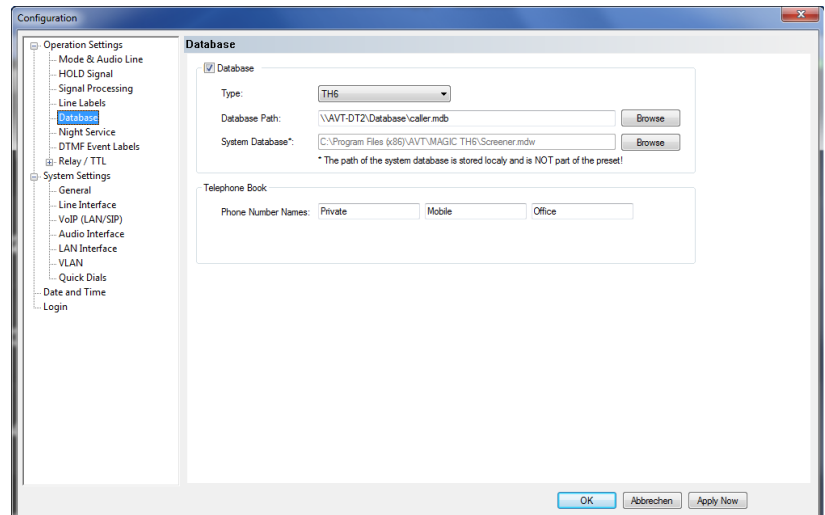 Configuration
Operation Settings
Mode & Audio Line
HOLD Signal
Signal Processing
Line Labels
Database
Night Service
DTMF Event Labels
Relay / TTL
System Settings
General
Line Interface
VoIP (LAN/SIP)
Audio Interface
LAN Interface
VLAN
Quick Dials
Date and Time
Login
Database
Database
Type: TH6
Database Path: \\AVT-DT2\Database\caller.mdb Browse
System Database*: C:\Program Files (x86)\AVT\MAGIC TH6\Screener.mdw Browse
* The path of the system database is stored localy and is NOT part of the preset!
Telephone Book
Phone Number Names: Private Mobile Office
OK Abbrechen Apply Now